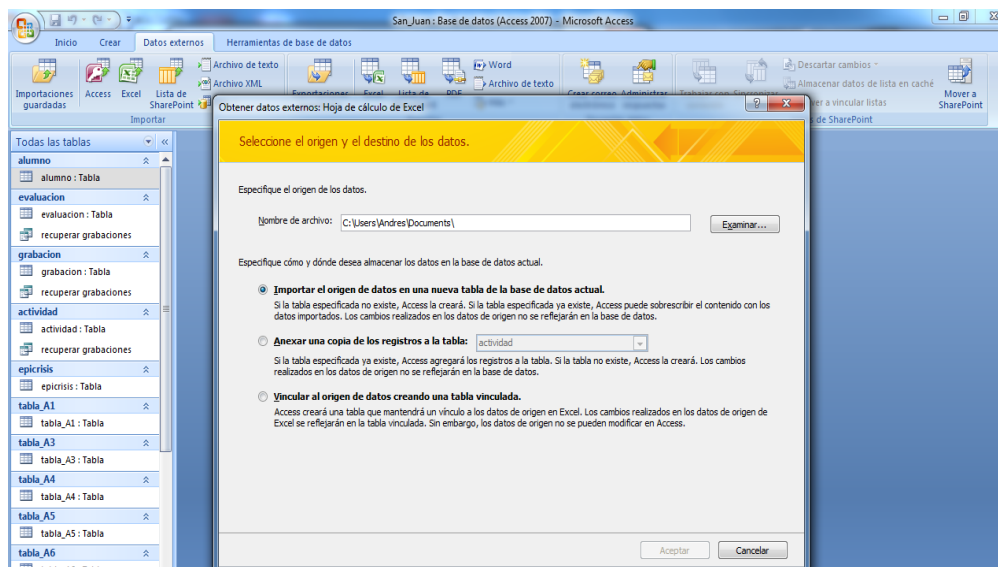 San_Juan : Base de datos (Access 2007) - Microsoft Access
Inicio Crear Datos externos Herramientas de base de datos
Importaciones guardadas
Access
Excel
Lista de SharePoint
Archivo de texto
Archivo XML
Importar
Exportaciones
Excel
Lista de
PDF
Word
Archivo de texto
Crear correo
Administrar
Trabajar con
Sincronizar
Descartar cambios
Almacenar datos de lista en caché
ver a vincular listas
Mover a SharePoint
de SharePoint
Todas las tablas
alumno
alumno : Tabla
evaluacion
evaluacion : Tabla
recuperar grabaciones
grabacion
grabacion : Tabla
recuperar grabaciones
actividad
actividad : Tabla
recuperar grabaciones
epicrisis
epicrisis : Tabla
tabla_A1
tabla_A1 : Tabla
tabla_A3
tabla_A3 : Tabla
tabla_A4
tabla_A4 : Tabla
tabla_A5
tabla_A5 : Tabla
tabla_A6
Obtener datos externos: Hoja de cálculo de Excel
Seleccione el origen y el destino de los datos.
Especifique el origen de los datos.
Nombre de archivo: C:\Users\Andres\Documents\ Examinar...
Especifique cómo y dónde desea almacenar los datos en la base de datos actual.
Importar el origen de datos en una nueva tabla de la base de datos actual.
Si la tabla especificada no existe, Access la creará. Si la tabla especificada ya existe, Access puede sobrescribir el contenido con los
datos importados. Los cambios realizados en los datos de origen no se reflejarán en la base de datos.
Anexar una copia de los registros a la tabla: actividad
Si la tabla especificada ya existe, Access agregará los registros a la tabla. Si la tabla no existe, Access la creará. Los cambios
realizados en los datos de origen no se reflejarán en la base de datos.
Vincular al origen de datos creando una tabla vinculada.
Access creará una tabla que mantendrá un vínculo a los datos de origen en Excel. Los cambios realizados en los datos de origen de
Excel se reflejarán en la tabla vinculada. Sin embargo, los datos de origen no se pueden modificar en Access.
Aceptar Cancelar